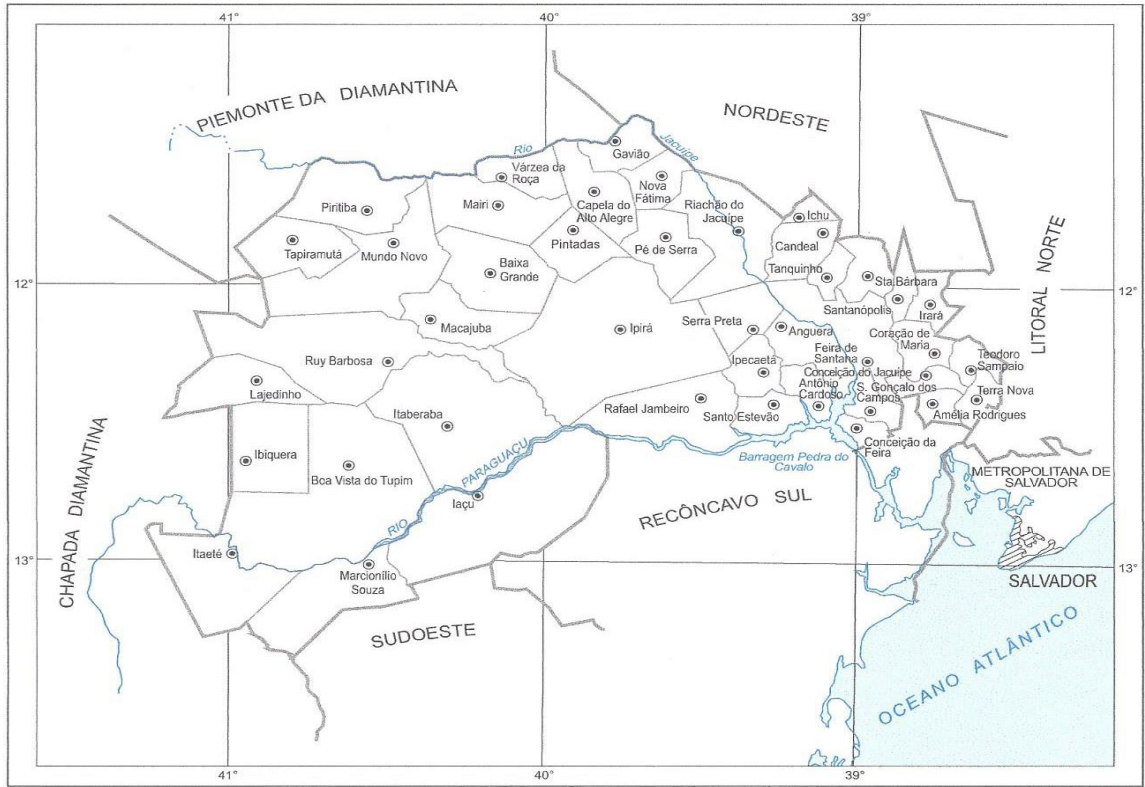 41°
40°
39°
PIEMONTE DA DIAMANTINA
NORDESTE
Rio
Jacuípe
Gavião
Várzea da
Roça
Nova
Fátima
Capela do
Alto Alegre
Riachão do
Jacuípe
Ichu
Piritiba
Mairi
Candeal
Tapiramutá
Mundo Novo
Pintadas
Pé de Serra
Tanquinho
Baixa
Grande
Sta. Bárbara
12°
12°
Santanópolis
Irará
LITORAL NORTE
Macajuba
Ipirá
Serra Preta
Anguera
Coração de
Maria
Ruy Barbosa
Ipecaetá
Feira de
Santana
Teodoro
Sampaio
Conceição do Jacuipe
Lajedinho
Antônio
Cardoso
S. Gonçalo dos
Campos
Terra Nova
Itaberaba
Rafael Jambeiro
Santo Estevão
Amélia Rodrigues
CHAPADA DIAMANTINA
Ibiquera
Boa Vista do Tupim
Barragem Pedra do
Cavalo
Conceição da
Feira
RIO PARAGUAÇU
Iaçu
RECÔNCAVO SUL
METROPOLITANA DE
SALVADOR
Itaeté
13°
13°
Marcionílio
Souza
SALVADOR
SUDOESTE
OCEANO ATLÂNTICO
41°
40°
39°